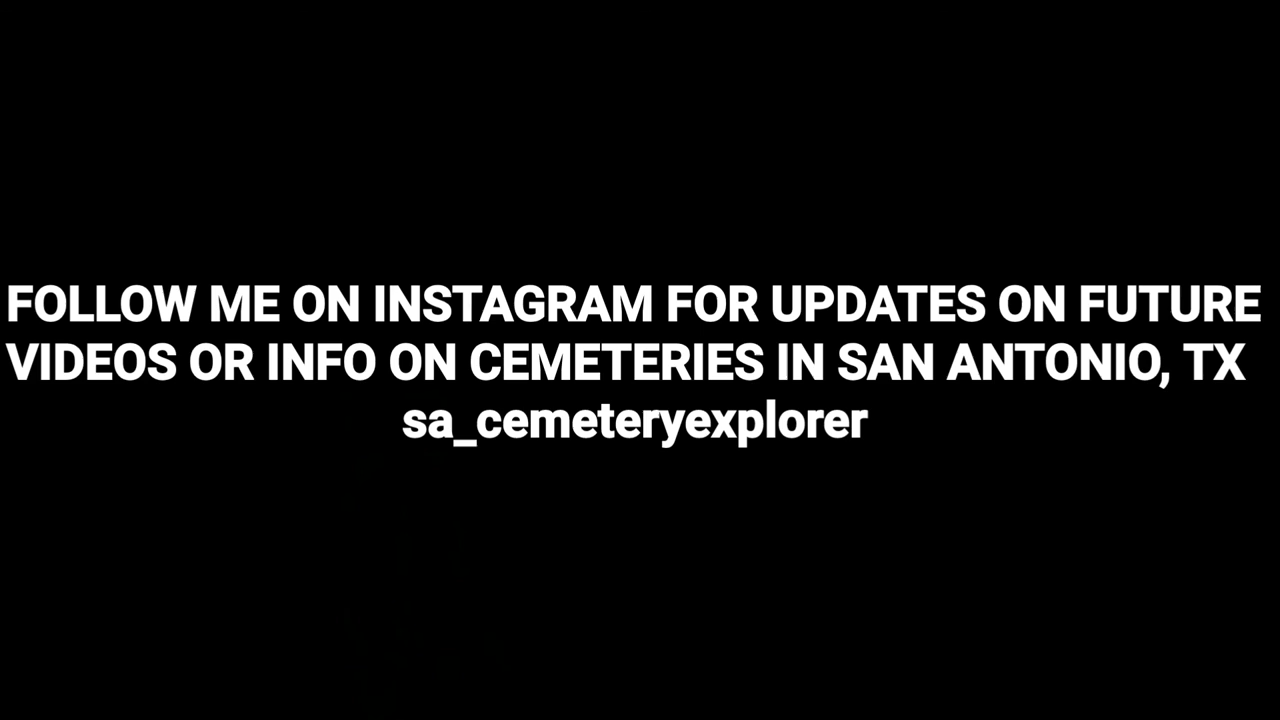 FOLLOW ME ON INSTAGRAM FOR UPDATES ON FUTURE
VIDEOS OR INFO ON CEMETERIES IN SAN ANTONIO, TX
sa_cemeteryexplorer